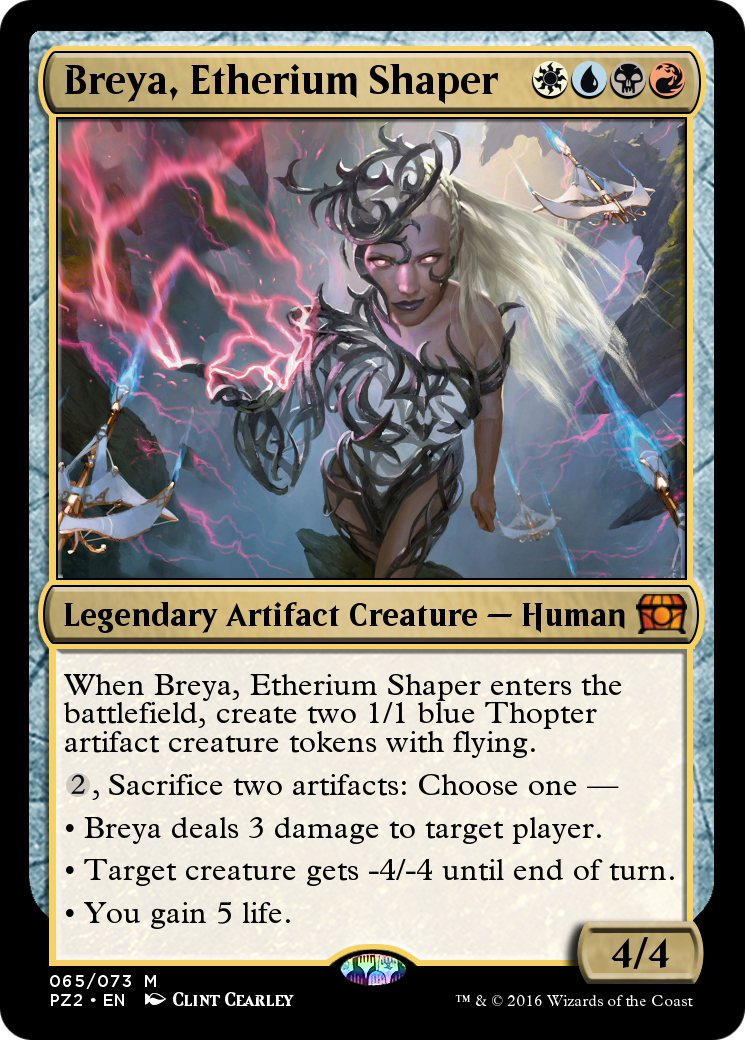 Breya, Etherium Shaper
Legendary Artifact Creature — Human
When Breya, Etherium Shaper enters the
battlefield, create two 1/1 blue Thopter
artifact creature tokens with flying.
2, Sacrifice two artifacts: Choose one —
• Breya deals 3 damage to target player.
• Target creature gets -4/-4 until end of turn.
• You gain 5 life.
4/4
065/073 M
PZ2 • EN Clint Cearley
™ & © 2016 Wizards of the Coast